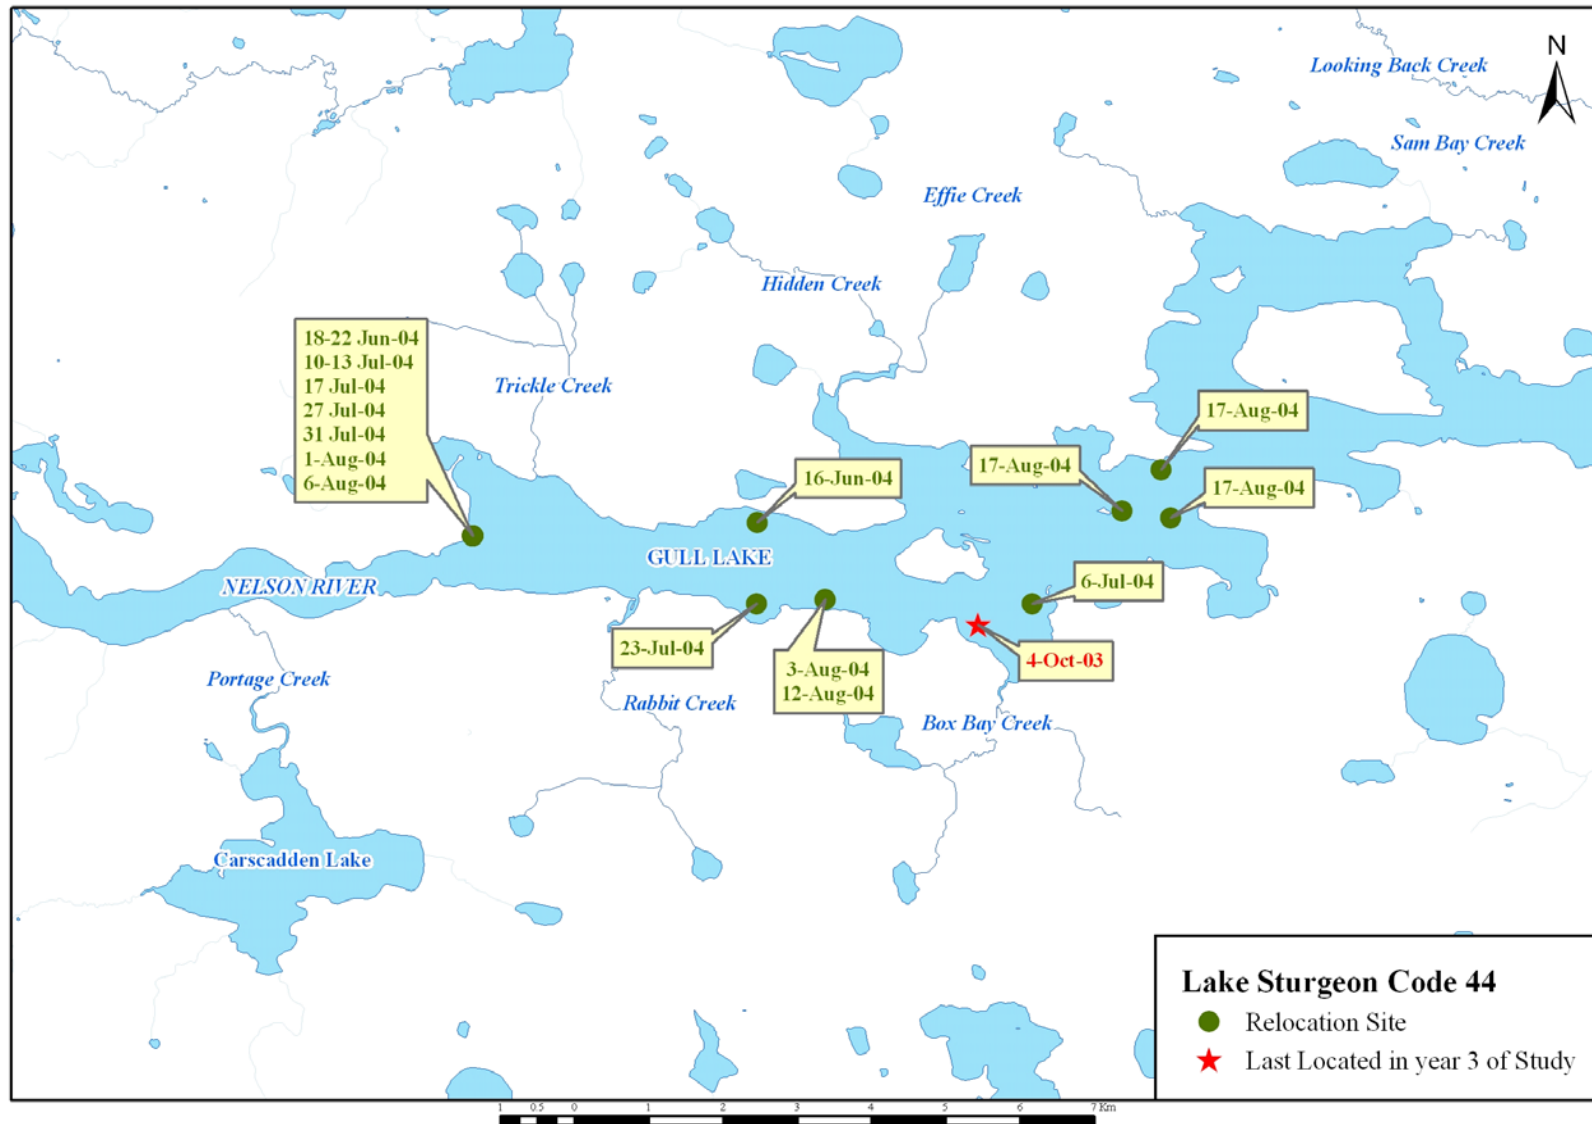 N
Looking Back Creek
Sam Bay Creek
Effie Creek
Hidden Creek
18-22 Jun-04
10-13 Jul-04
17 Jul-04
27 Jul-04
31 Jul-04
1-Aug-04
6-Aug-04
Trickle Creek
17-Aug-04
17-Aug-04
16-Jun-04
17-Aug-04
GULL LAKE
NELSON RIVER
6-Jul-04
23-Jul-04
4-Oct-03
3-Aug-04
12-Aug-04
Portage Creek
Rabbit Creek
Box Bay Creek
Carscadden Lake
Lake Sturgeon Code 44
Relocation Site
Last Located in year 3 of Study
1 0.5 0 1 2 3 4 5 6 7 Km